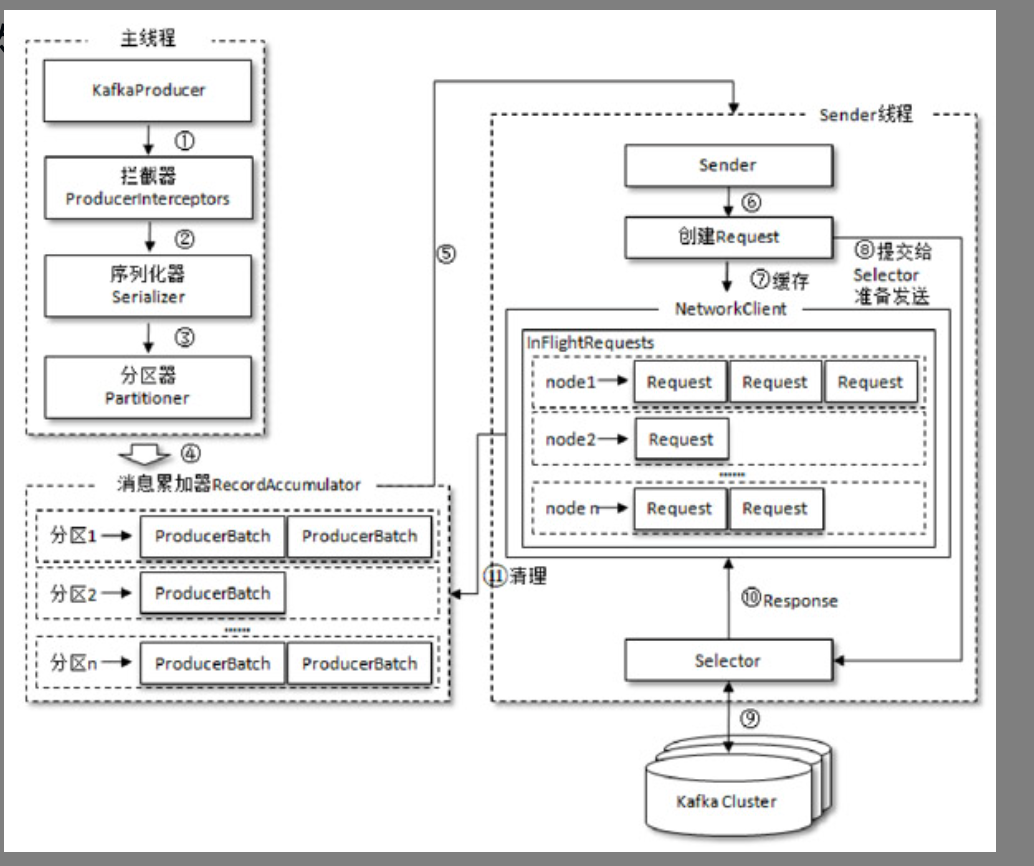 主线程
KafkaProducer
①
拦截器
ProducerInterceptors
②
序列化器
Serializer
③
分区器
Partitioner
④
消息累加器RecordAccumulator
分区1
ProducerBatch
ProducerBatch
分区2
ProducerBatch
......
分区n
ProducerBatch
ProducerBatch
⑤
Sender线程
Sender
⑥
创建Request
⑦缓存
⑧提交给
Selector
准备发送
NetworkClient
InFlightRequests
node1
Request
Request
Request
node2
Request
......
node n
Request
Request
⑪清理
⑩Response
Selector
⑨
Kafka Cluster